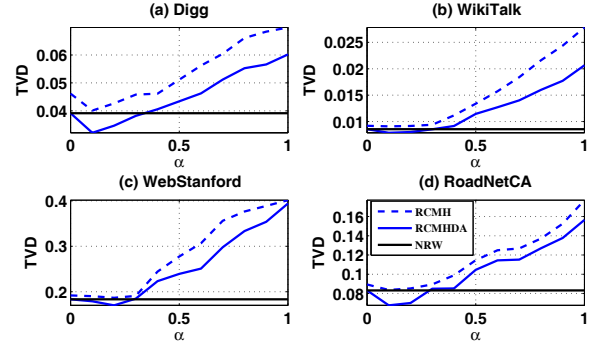 (a) Digg
TVD
0.06
0.05
0.04
0
0.5
1
α
(b) WikiTalk
TVD
0.025
0.02
0.015
0.01
0
0.5
1
α
(c) WebStanford
TVD
0.4
0.3
0.2
0
0.5
1
α
(d) RoadNetCA
TVD
0.16
0.14
0.12
0.1
0.08
0
0.5
1
α
RCMH
RCMHDA
NRW